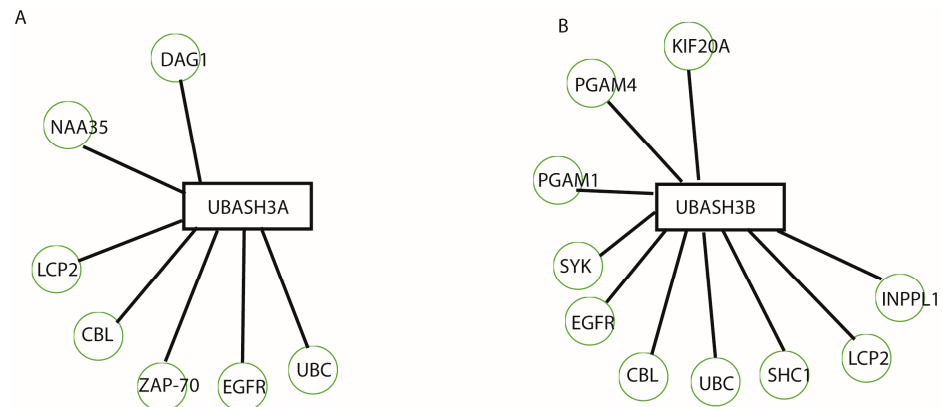 A
DAG1
NAA35
UBASH3A
LCP2
CBL
ZAP-70
EGFR
UBC
B
KIF20A
PGAM4
PGAM1
UBASH3B
SYK
EGFR
CBL
UBC
SHC1
LCP2
INPPL1